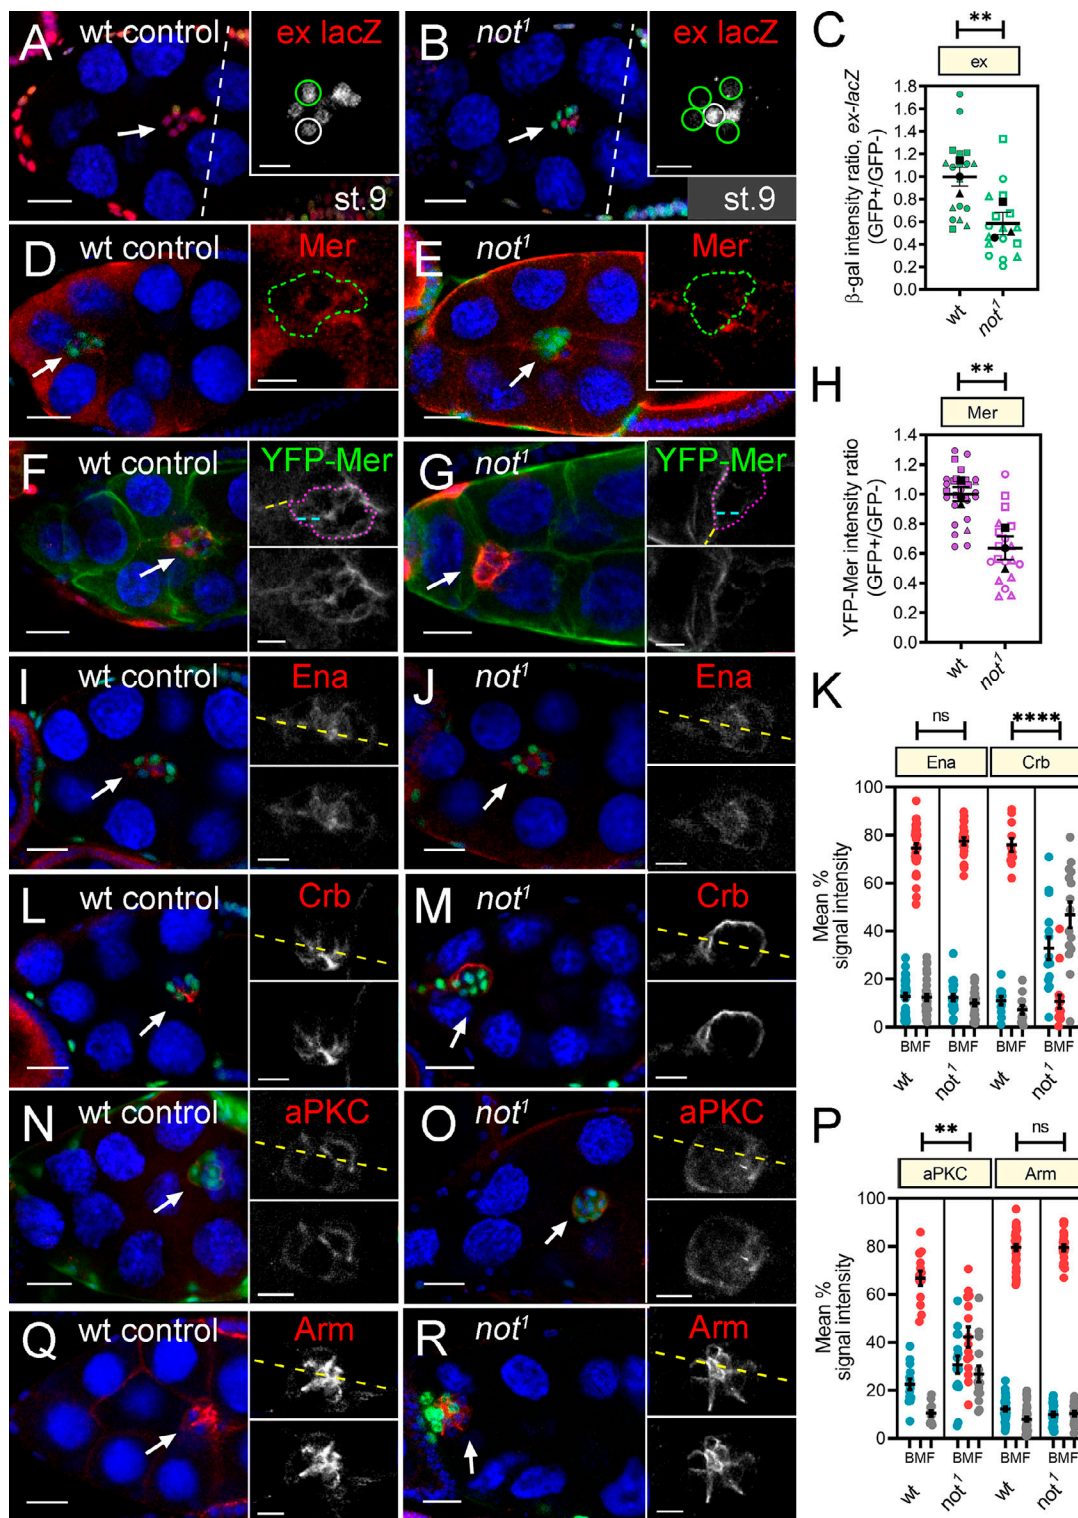 A wt control
ex lacZ
st.9
B not¹
ex lacZ
st.9
C
**
ex
β-gal intensity ratio, ex-lacZ
(GFP+/GFP-)
1.8
1.6
1.4
1.2
1.0
0.8
0.6
0.4
0.2
0.0
wt
not¹
D wt control
Mer
E not¹
Mer
F wt control
YFP-Mer
G not¹
YFP-Mer
H
**
Mer
YFP-Mer intensity ratio
(GFP+/GFP-)
1.4
1.2
1.0
0.8
0.6
0.4
0.2
0.0
wt
not¹
I wt control
Ena
J not¹
Ena
K
ns
****
Ena
Crb
Mean %
signal intensity
100
80
60
40
20
0
BMF
BMF
BMF
BMF
wt
not¹
wt
not¹
L wt control
Crb
M not¹
Crb
N wt control
aPKC
O not¹
aPKC
P
**
ns
aPKC
Arm
Mean %
signal intensity
100
80
60
40
20
0
BMF
BMF
BMF
BMF
wt
not¹
wt
not¹
Q wt control
Arm
R not¹
Arm